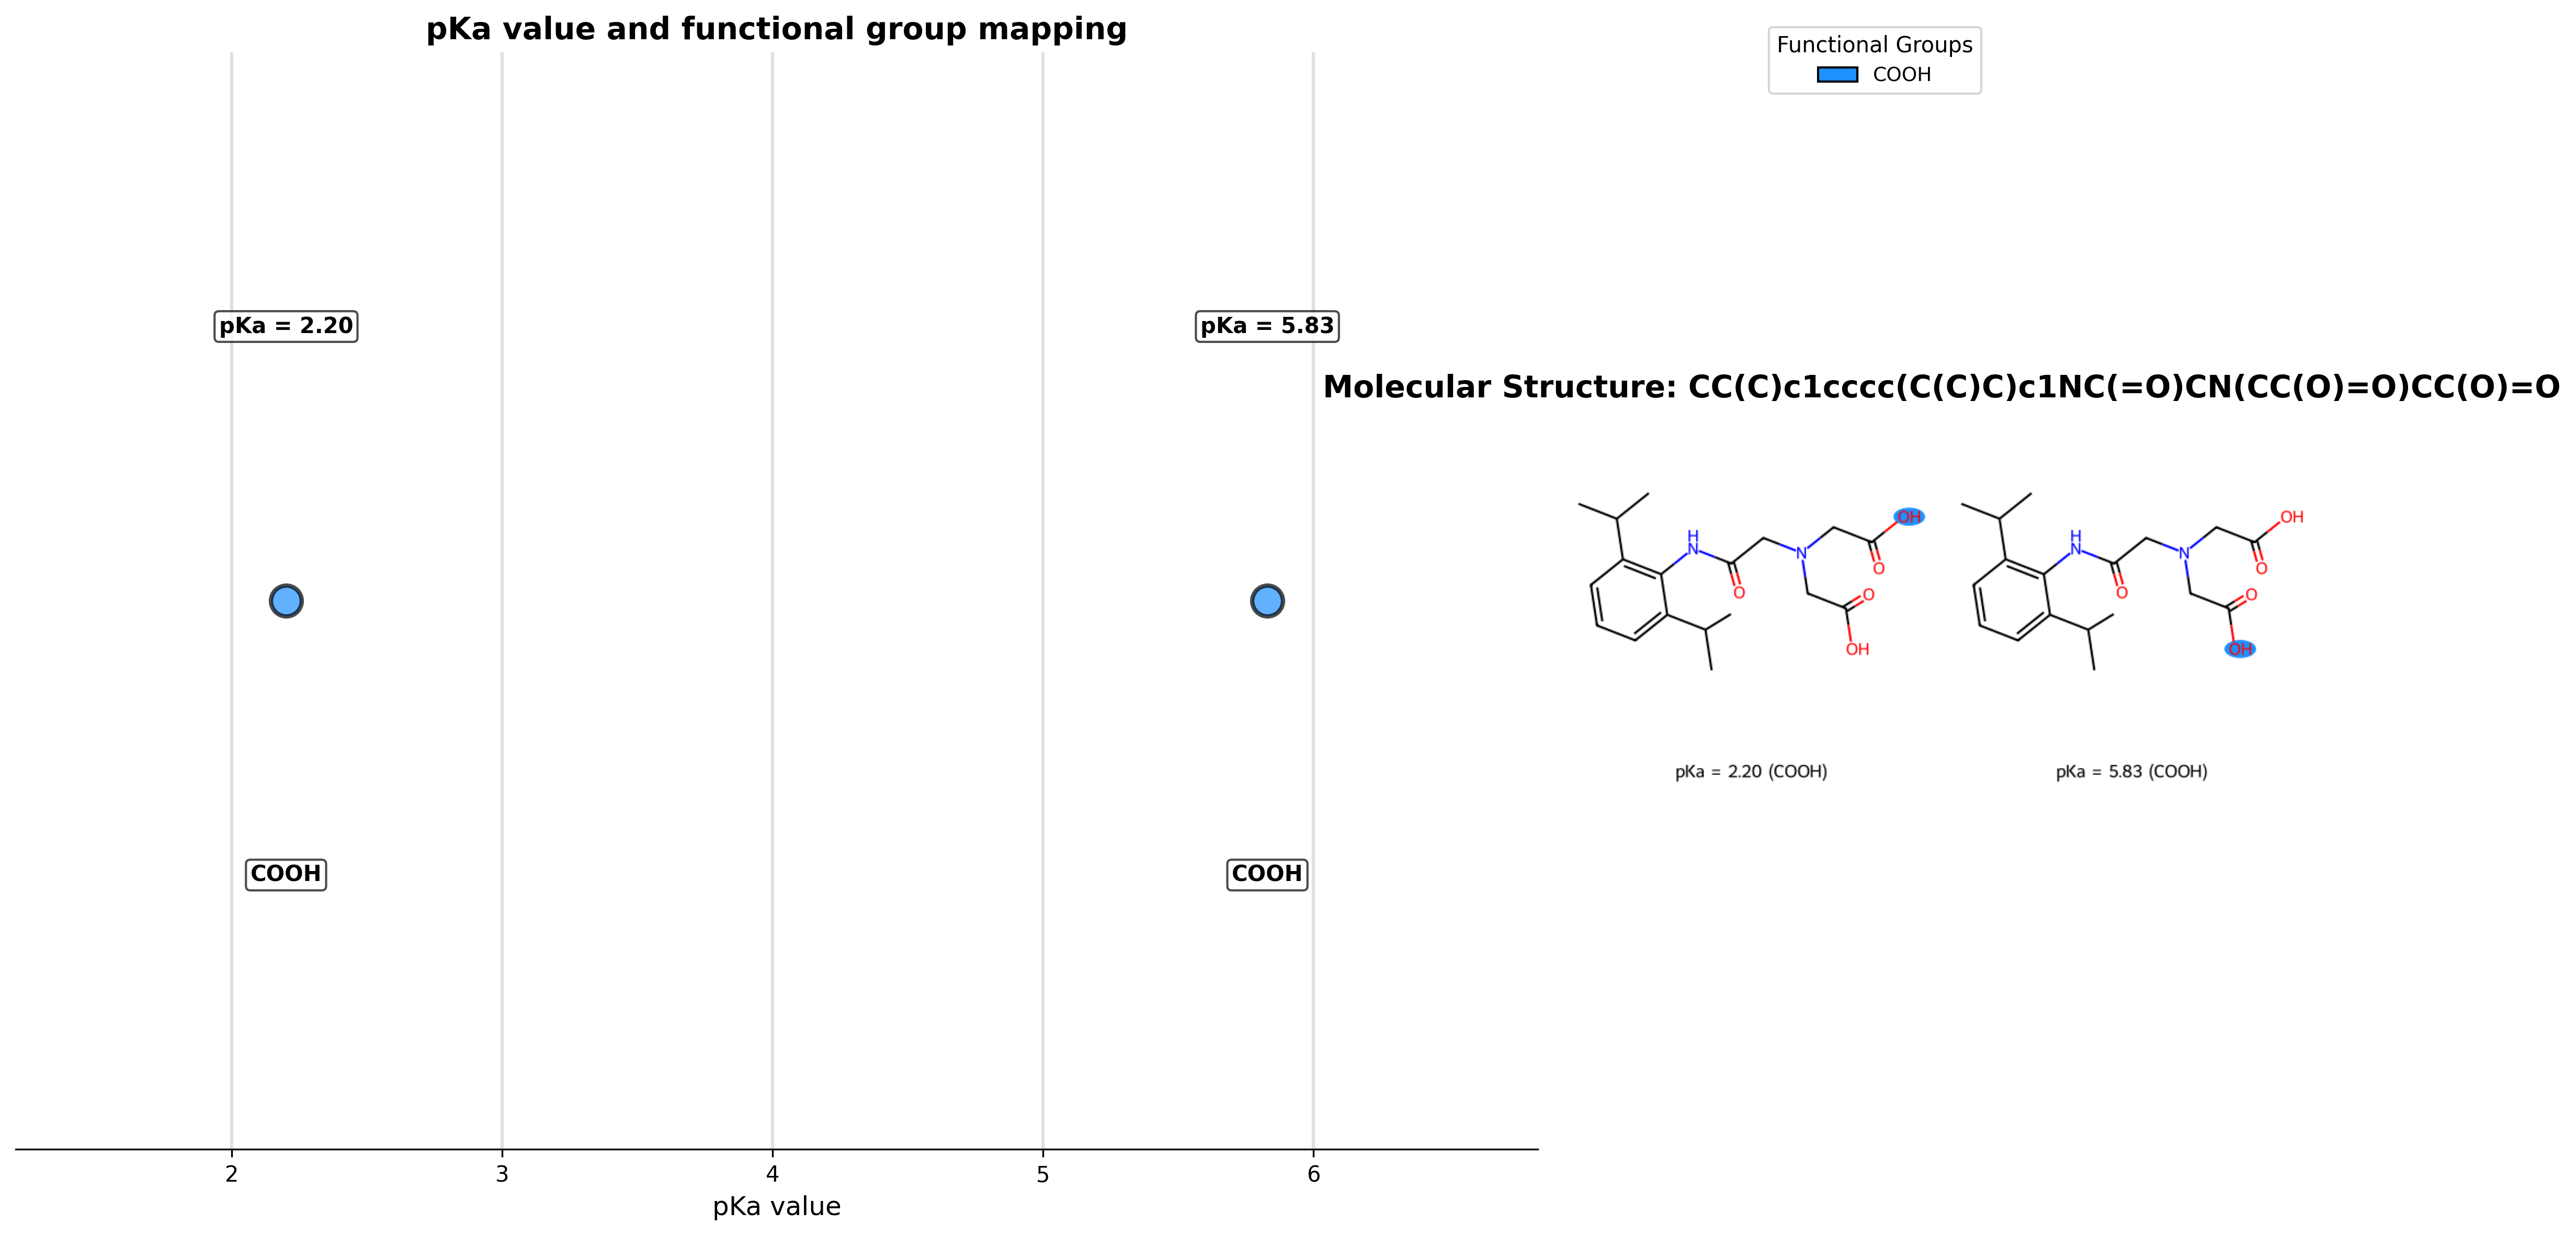 pKa value and functional group mapping
pKa = 2.20
pKa = 5.83
COOH
COOH
2
3
4
5
6
pKa value
Functional Groups
COOH
Molecular Structure: CC(C)c1cccc(C(C)C)c1NC(=O)CN(CC(O)=O)CC(O)=O
H
N
O
N
OH
O
O
OH
H
N
O
N
OH
O
O
OH
pKa = 2.20 (COOH)
pKa = 5.83 (COOH)